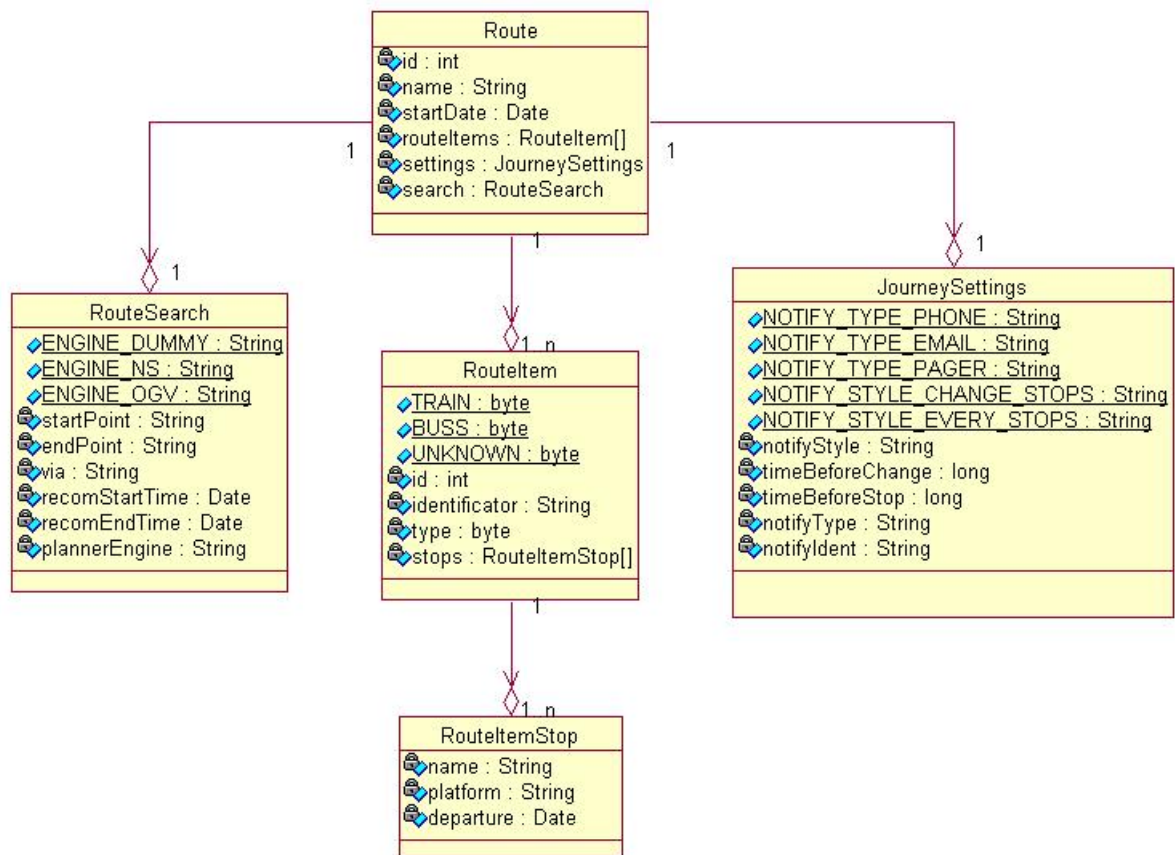 Route
id : int
name : String
startDate : Date
routeItems : RouteItem[]
settings : JourneySettings
search : RouteSearch
1
1
1
1
1
RouteSearch
ENGINE_DUMMY : String
ENGINE_NS : String
ENGINE_OGV : String
startPoint : String
endPoint : String
via : String
recomStartTime : Date
recomEndTime : Date
plannerEngine : String
1..n
RouteItem
TRAIN : byte
BUSS : byte
UNKNOWN : byte
id : int
identificator : String
type : byte
stops : RouteItemStop[]
JourneySettings
NOTIFY_TYPE_PHONE : String
NOTIFY_TYPE_EMAIL : String
NOTIFY_TYPE_PAGER : String
NOTIFY_STYLE_CHANGE_STOPS : String
NOTIFY_STYLE_EVERY_STOPS : String
notifyStyle : String
timeBeforeChange : long
timeBeforeStop : long
notifyType : String
notifyIdent : String
1
1..n
RouteItemStop
name : String
platform : String
departure : Date